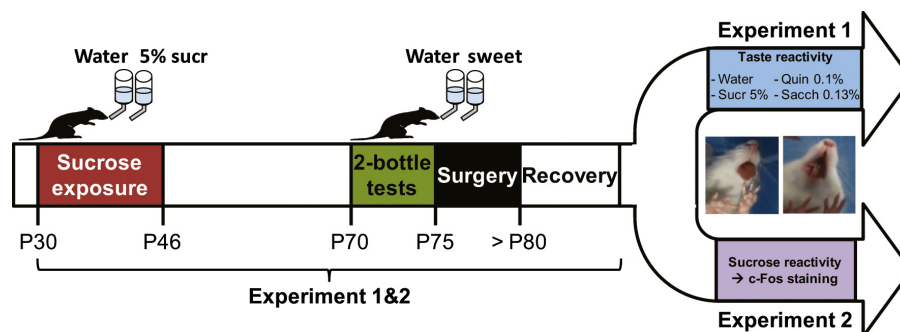 Water 5% sucr
Water sweet
Sucrose
exposure
2-bottle
tests
Surgery
Recovery
P30
P46
P70
P75
> P80
Experiment 1&2
Experiment 1
Taste reactivity
- Water - Quin 0.1%
- Sucr 5% - Sacch 0.13%
Sucrose reactivity
→ c-Fos staining
Experiment 2